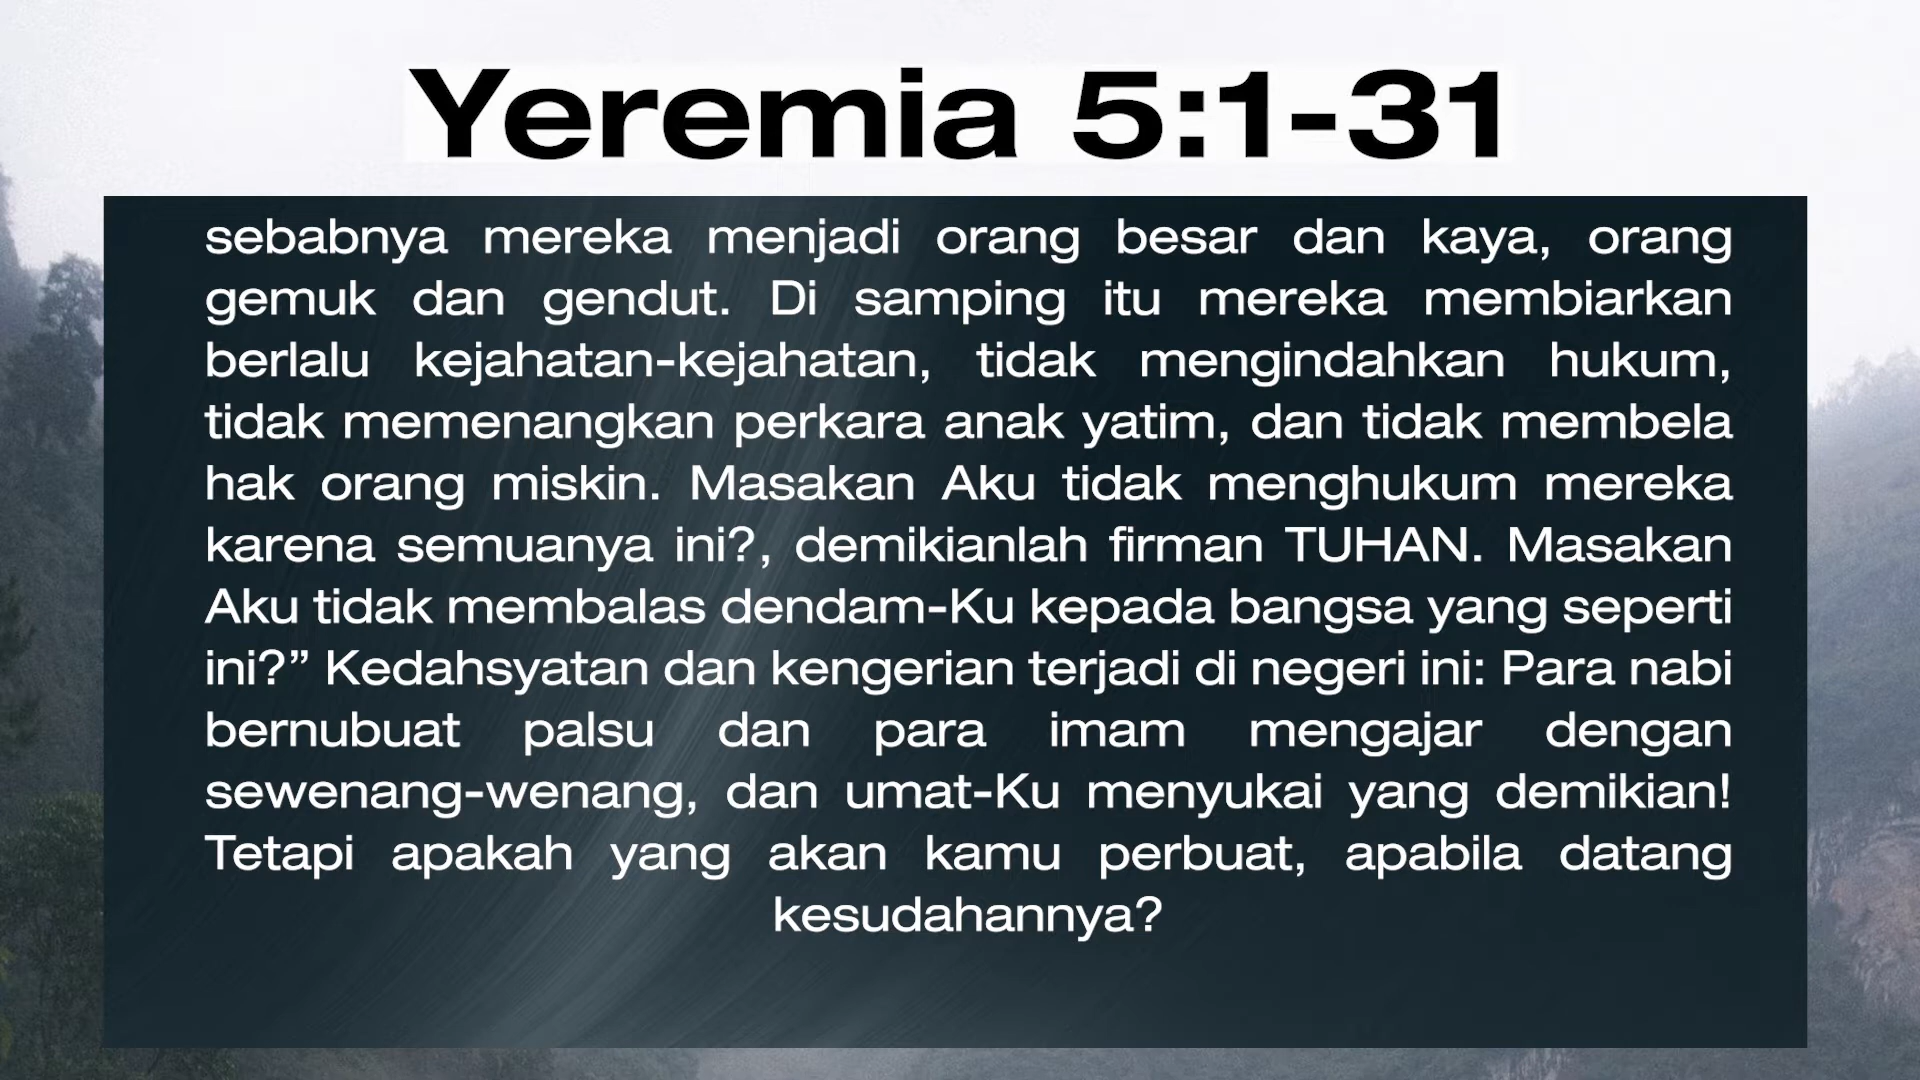 Yeremia 5:1-31
sebabnya mereka menjadi orang besar dan kaya, orang
gemuk dan gendut. Di samping itu mereka membiarkan
berlalu kejahatan-kejahatan, tidak mengindahkan hukum,
tidak memenangkan perkara anak yatim, dan tidak membela
hak orang miskin. Masakan Aku tidak menghukum mereka
karena semuanya ini?, demikianlah firman TUHAN. Masakan
Aku tidak membalas dendam-Ku kepada bangsa yang seperti
ini?” Kedahsyatan dan kengerian terjadi di negeri ini: Para nabi
bernubuat palsu dan para imam mengajar dengan
sewenang-wenang, dan umat-Ku menyukai yang demikian!
Tetapi apakah yang akan kamu perbuat, apabila datang
kesudahannya?